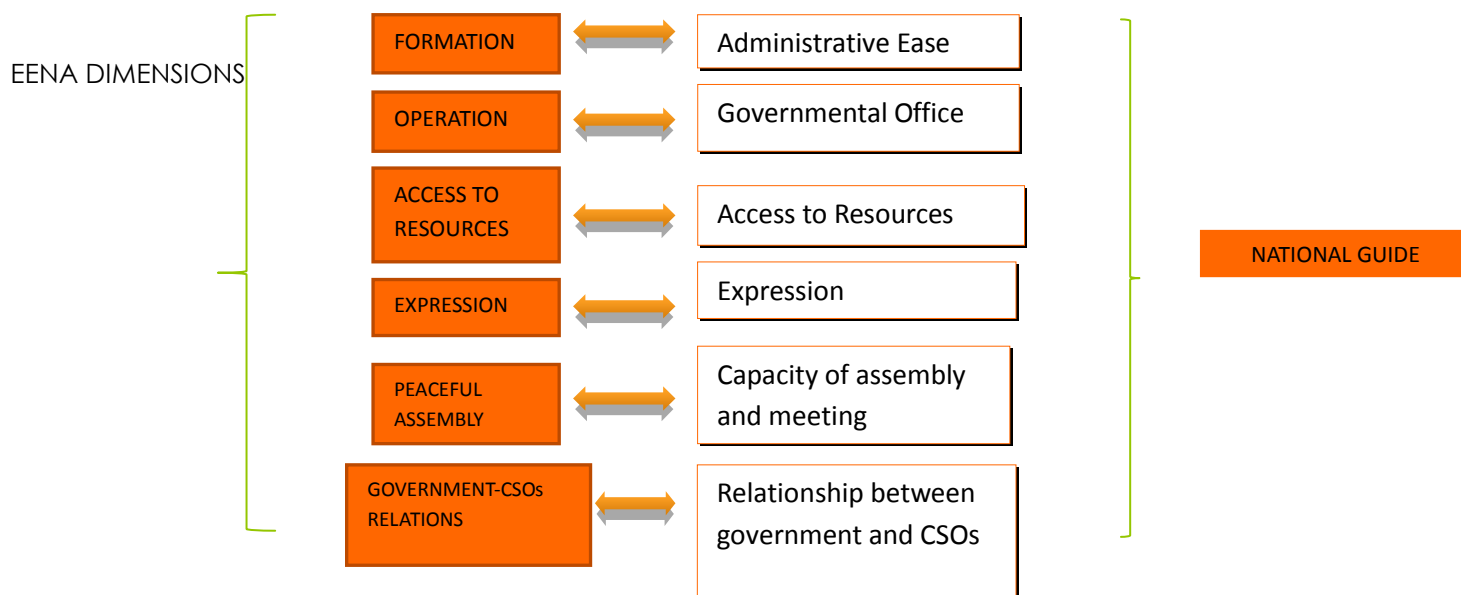 EENA DIMENSIONS
FORMATION
Administrative Ease
OPERATION
Governmental Office
ACCESS TO
RESOURCES
Access to Resources
EXPRESSION
Expression
PEACEFUL
ASSEMBLY
Capacity of assembly
and meeting
GOVERNMENT-CSOs
RELATIONS
Relationship between
government and CSOs
NATIONAL GUIDE